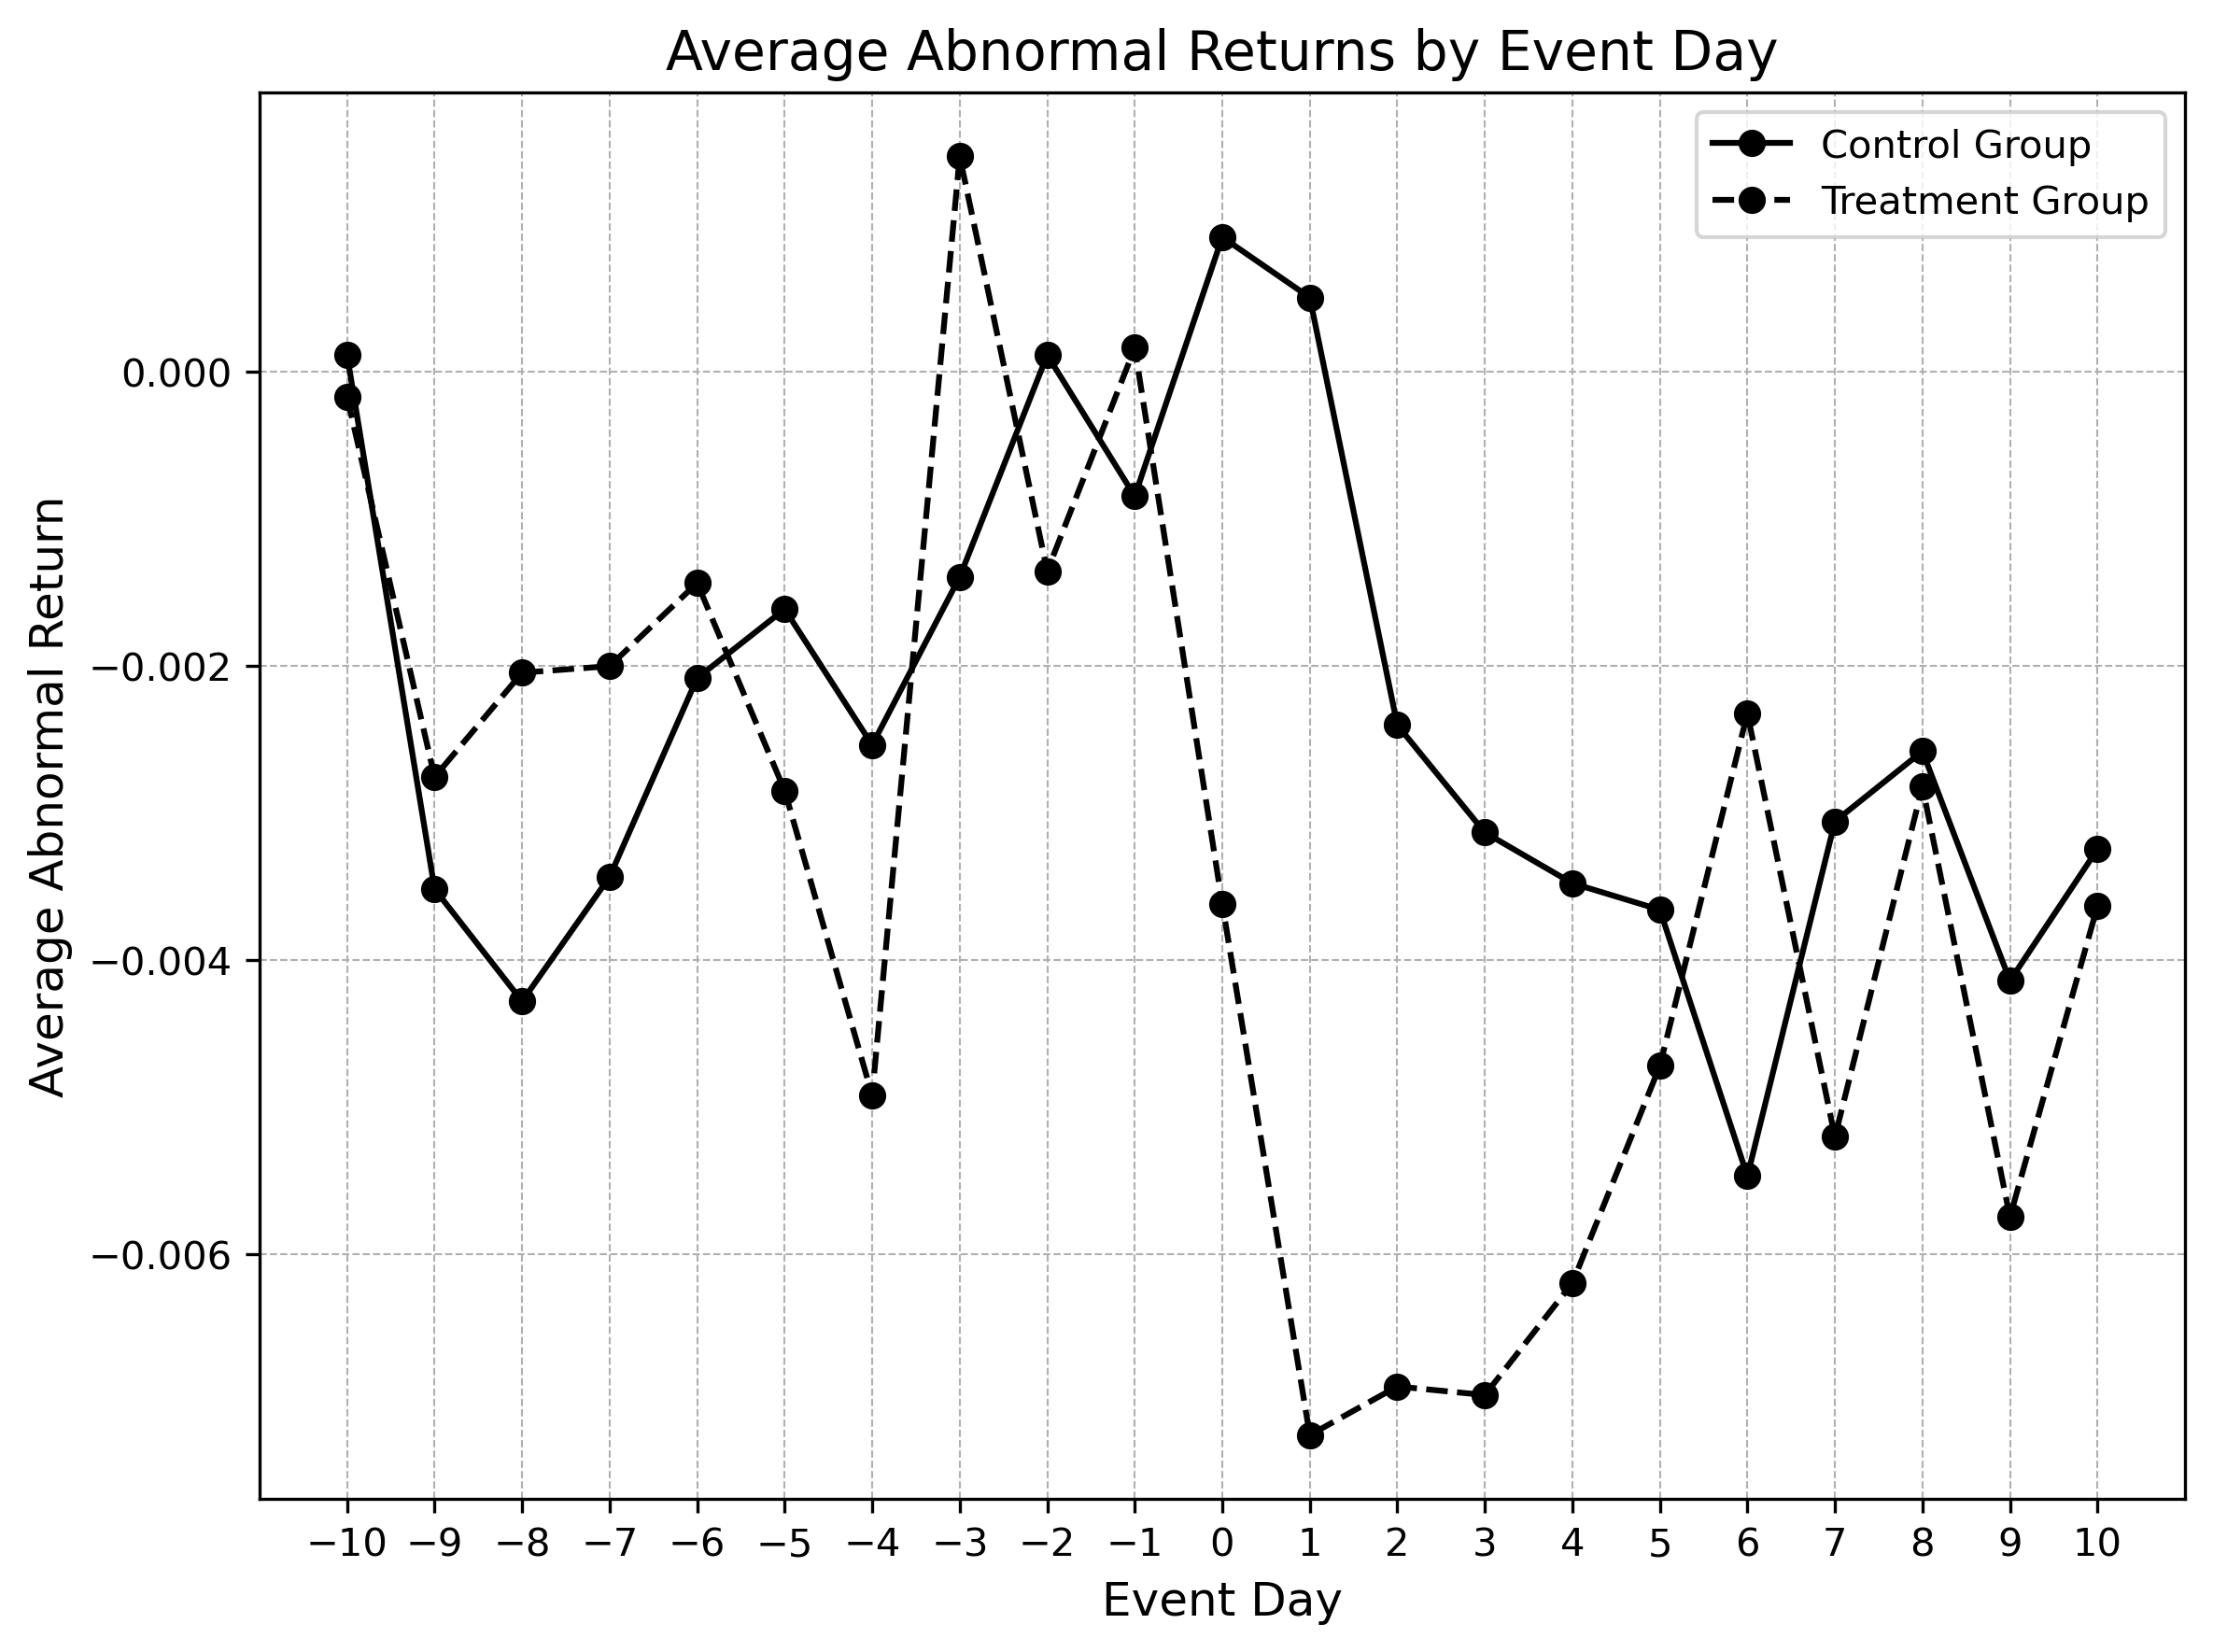 Average Abnormal Returns by Event Day
Control Group
Treatment Group
Average Abnormal Return
0.000
−0.002
−0.004
−0.006
−10 −9 −8 −7 −6 −5 −4 −3 −2 −1 0 1 2 3 4 5 6 7 8 9 10
Event Day